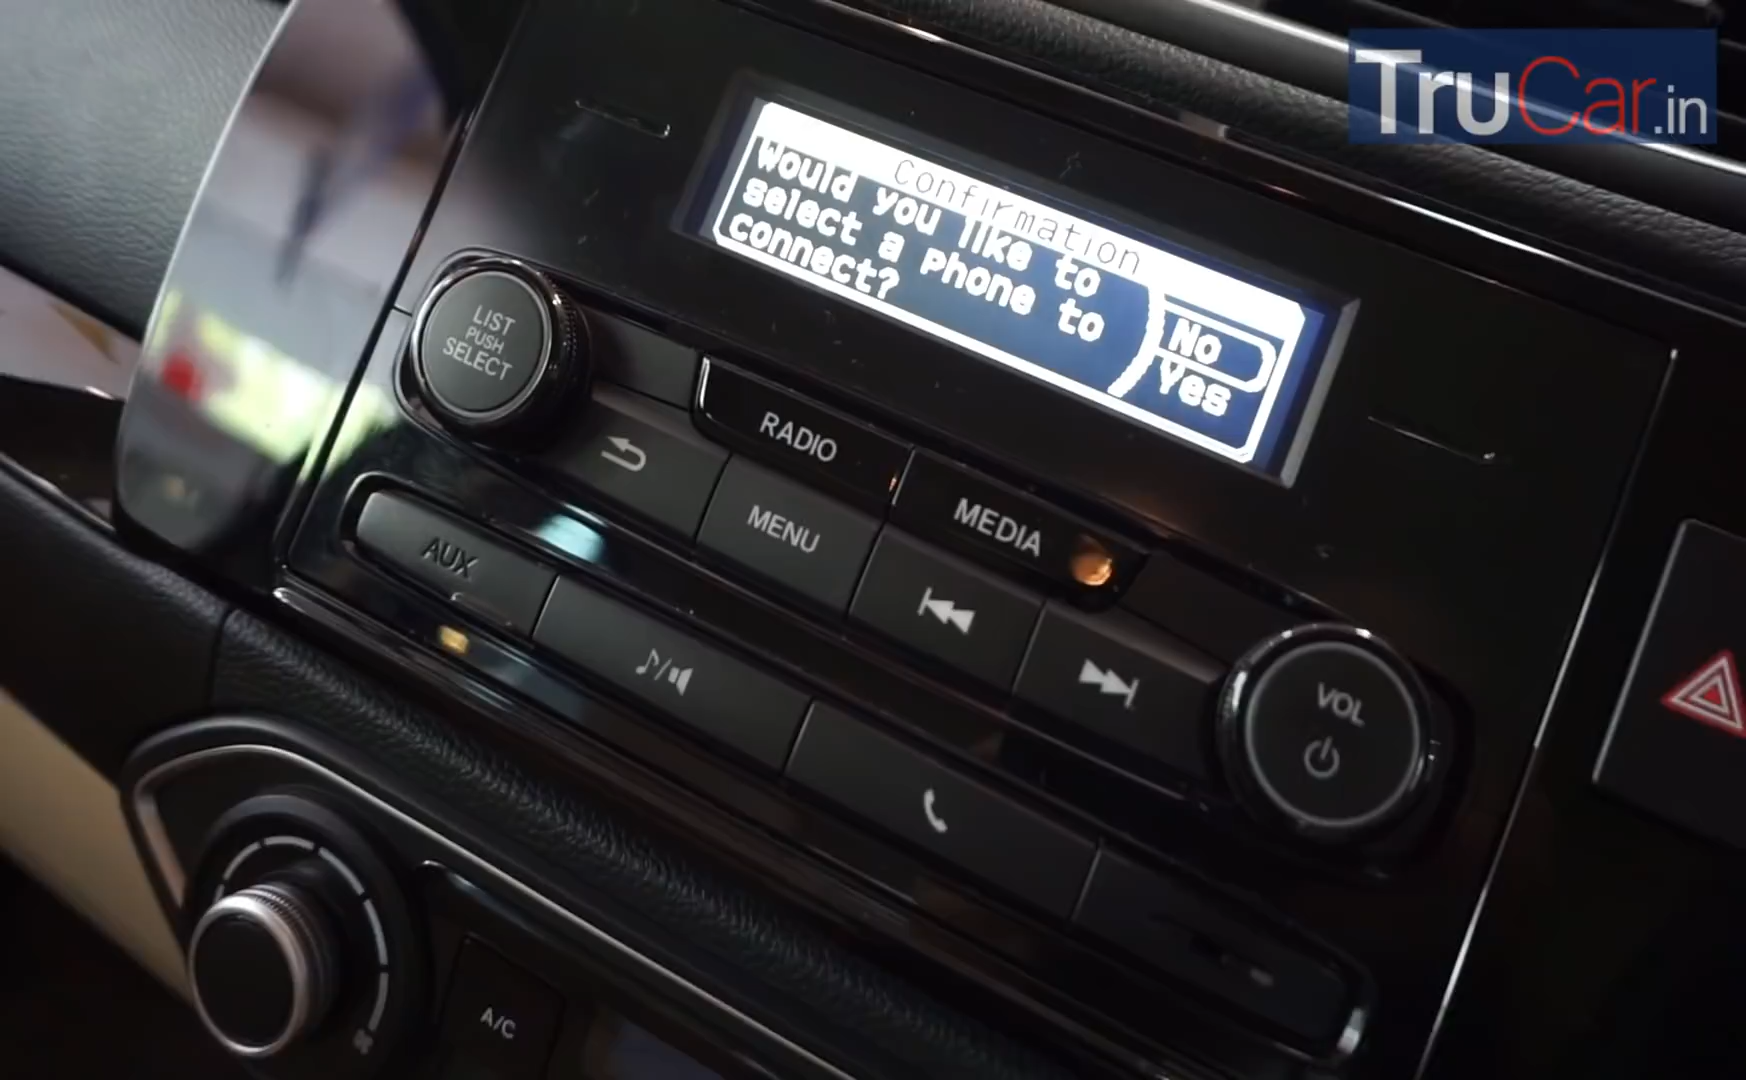 TruCar.in
Confirmation
Would you like to
select a phone to
connect?
No
Yes
LIST
PUSH
SELECT
RADIO
MEDIA
MENU
AUX
VOL
A/C